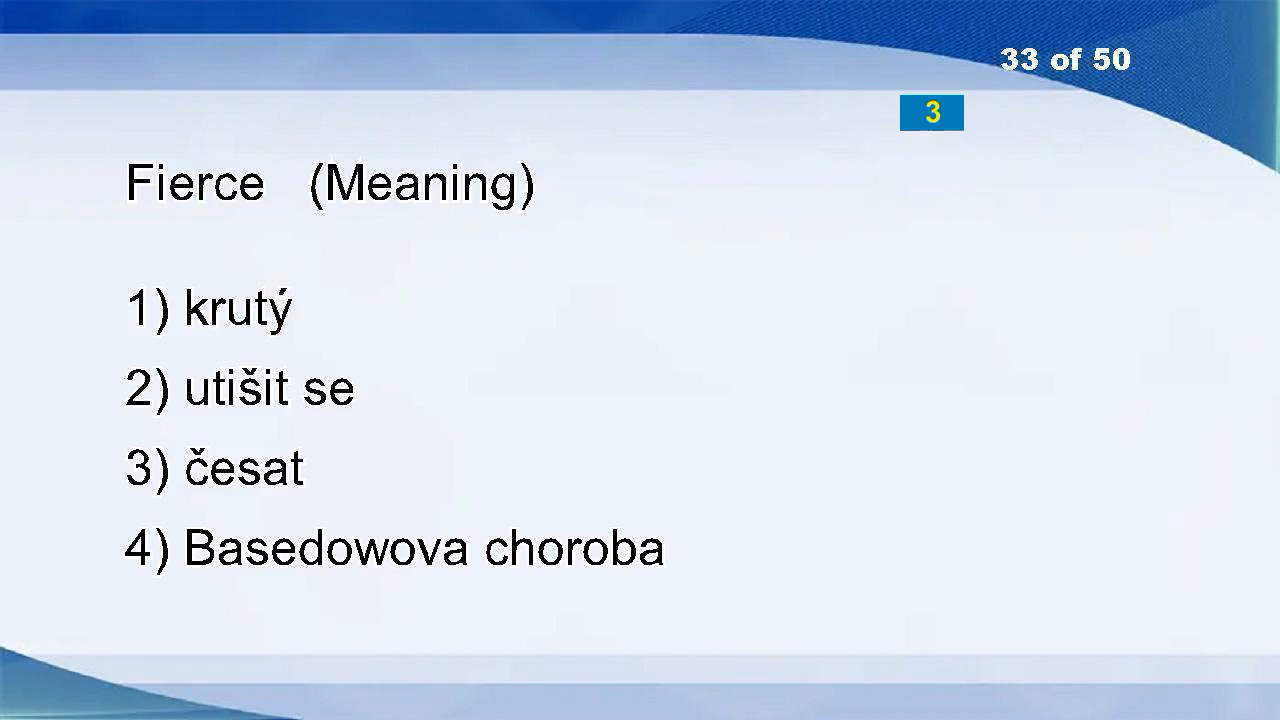 33 of 50
3
Fierce (Meaning)
1) krutý
2) utišit se
3) česat
4) Basedowova choroba